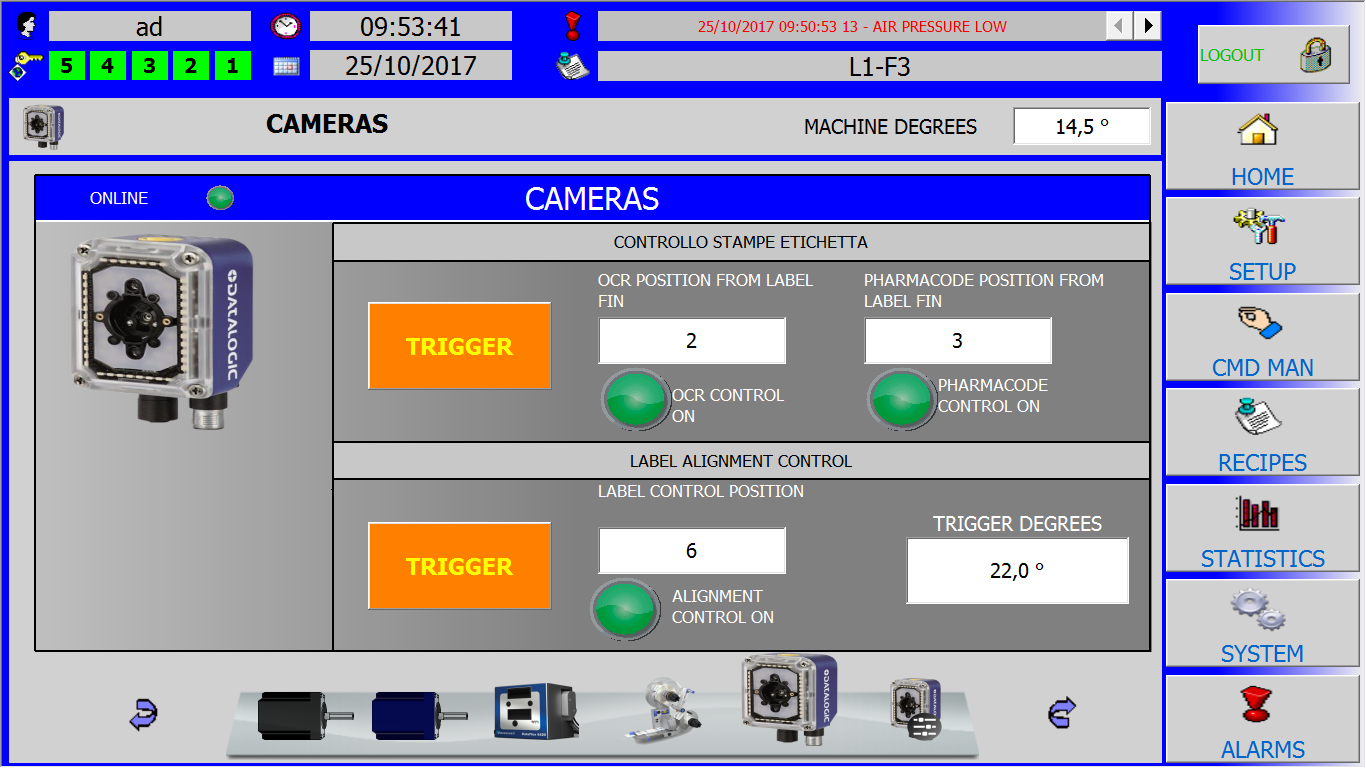 ad
09:53:41
25/10/2017 09:50:53 13 - AIR PRESSURE LOW
LOGOUT
5 4 3 2 1
25/10/2017
L1-F3
CAMERAS
MACHINE DEGREES
14,5 °
HOME
SETUP
CMD MAN
RECIPES
STATISTICS
SYSTEM
ALARMS
ONLINE
CAMERAS
DATALOGIC
CONTROLLO STAMPE ETICHETTA
TRIGGER
OCR POSITION FROM LABEL
FIN
2
OCR CONTROL
ON
PHARMACODE POSITION FROM
LABEL FIN
3
PHARMACODE
CONTROL ON
LABEL ALIGNMENT CONTROL
TRIGGER
LABEL CONTROL POSITION
6
ALIGNMENT
CONTROL ON
TRIGGER DEGREES
22,0 °
DATALOGIC